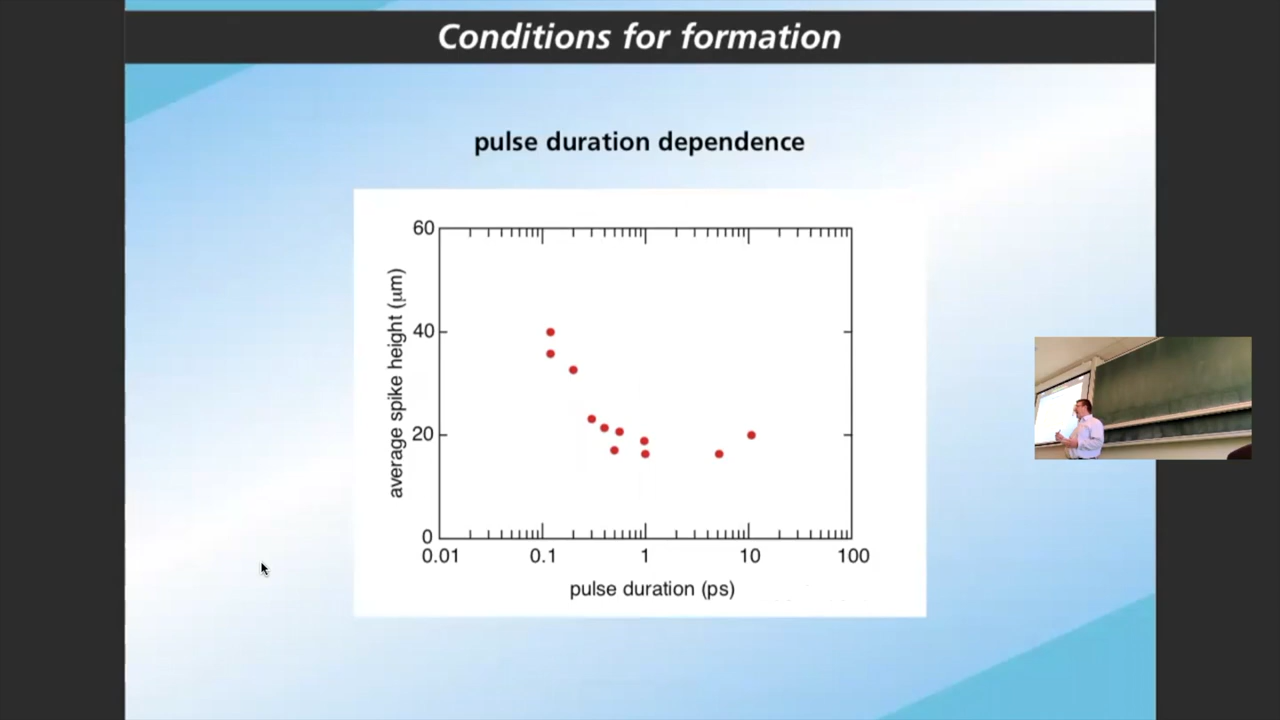 Conditions for formation
pulse duration dependence
60
40
20
0
average spike height (μm)
0.01 0.1 1 10 100
pulse duration (ps)